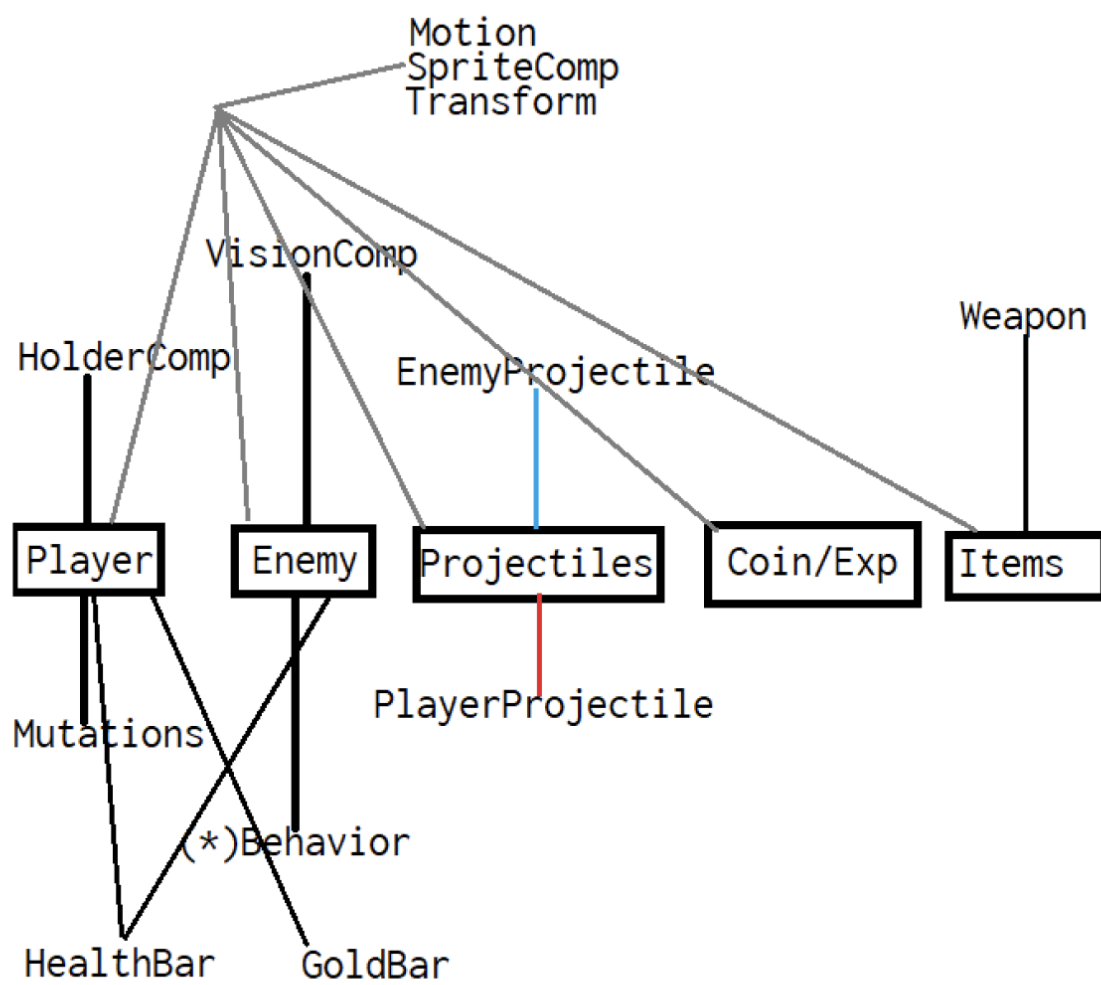 Motion
SpriteComp
Transform
VisionComp
Weapon
HolderComp
EnemyProjectile
Player
Enemy
Projectiles
Coin/Exp
Items
PlayerProjectile
Mutations
(*)Behavior
HealthBar
GoldBar